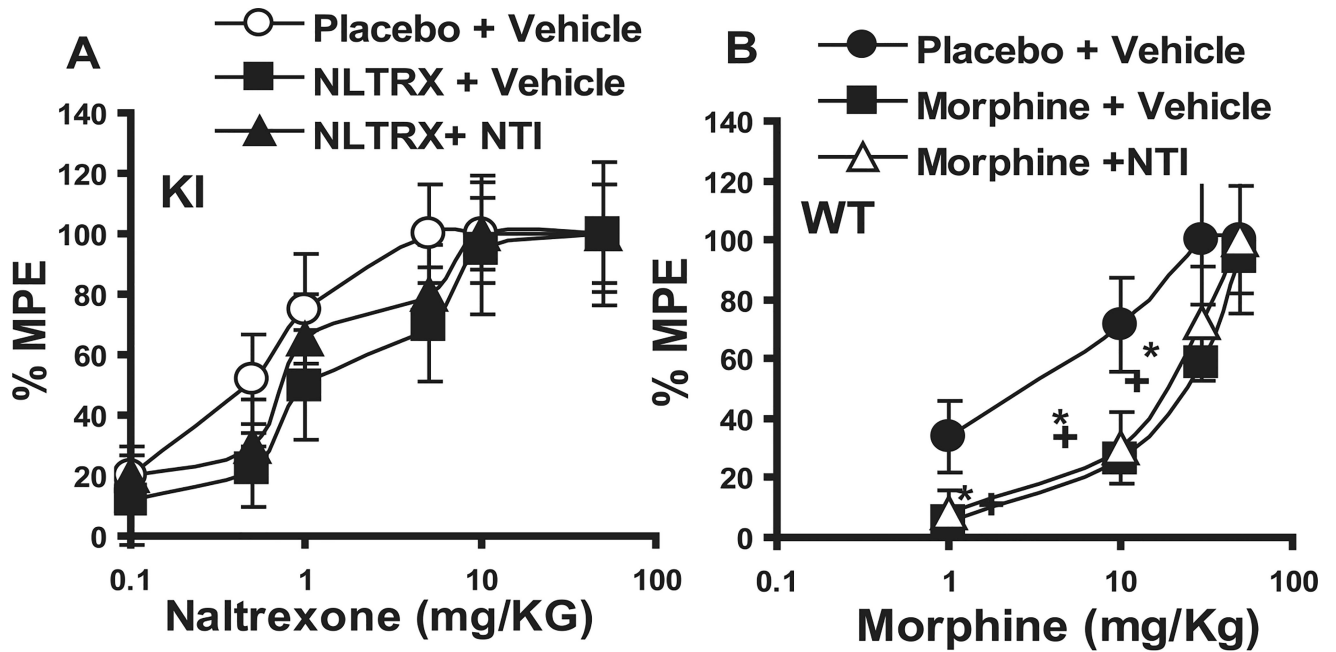 A
Placebo + Vehicle
NLTRX + Vehicle
NLTRX+ NTI
KI
% MPE
140
120
100
80
60
40
20
0
0.1 1 10 100
Naltrexone (mg/KG)
B
Placebo + Vehicle
Morphine + Vehicle
Morphine +NTI
WT
% MPE
140
120
100
80
60
40
20
0
*
+
*
+
*
+
0.1 1 10 100
Morphine (mg/Kg)